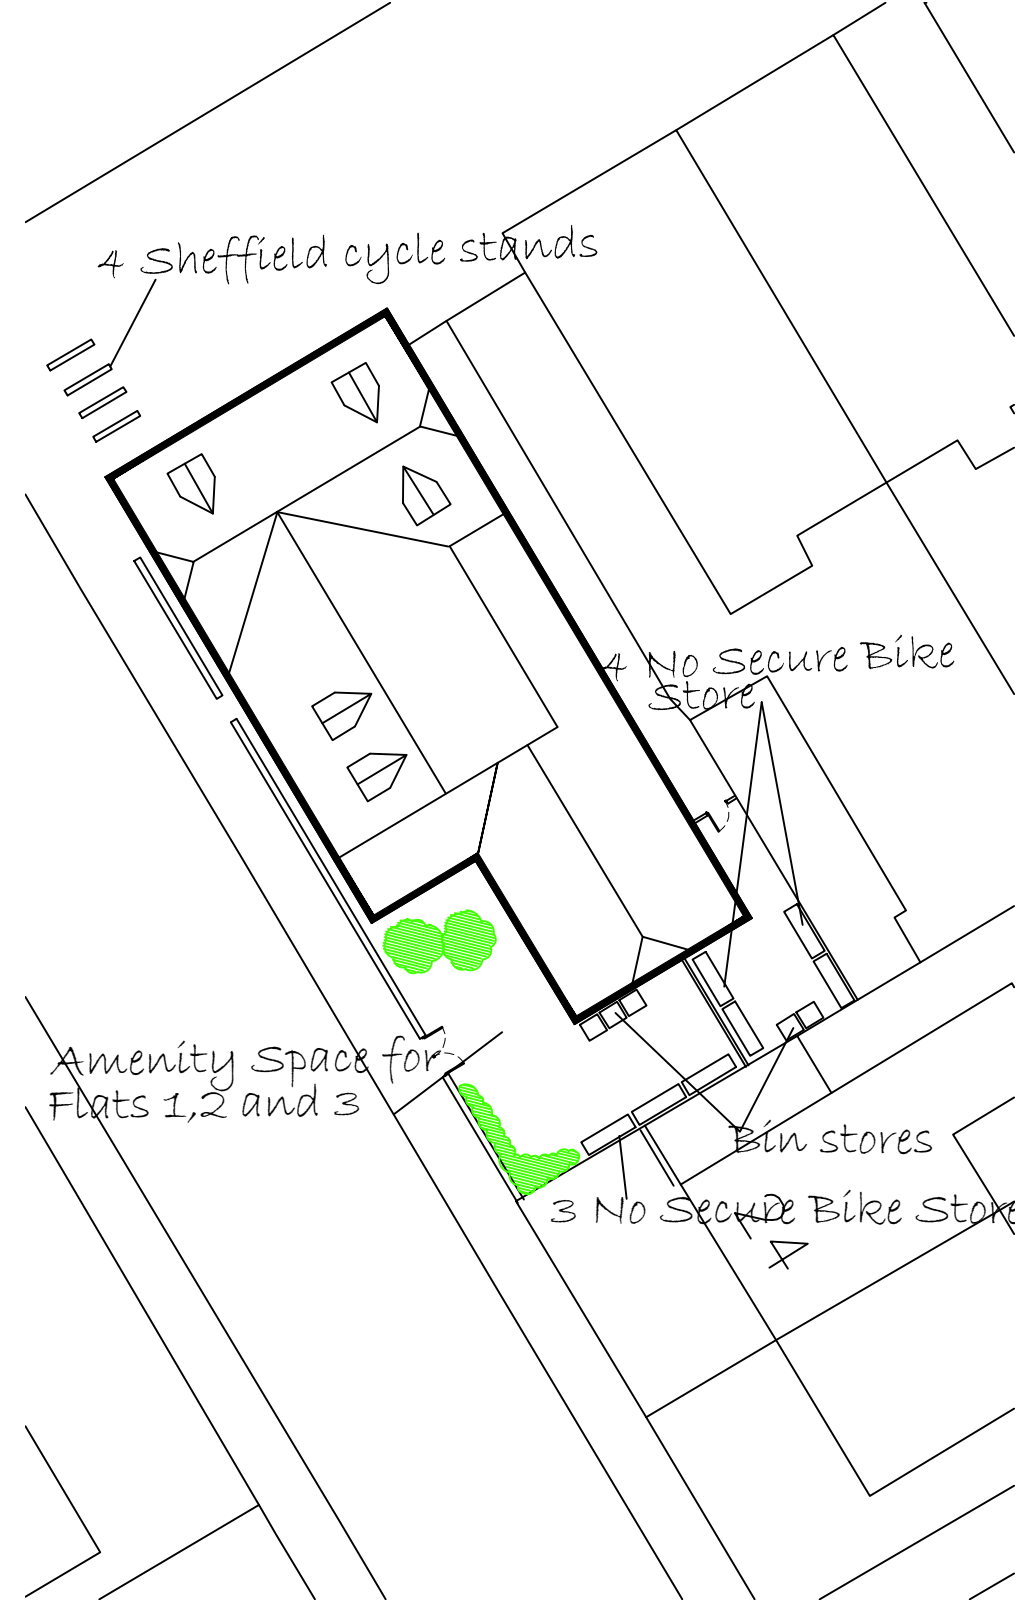 4 Sheffield cycle stands
4 No Secure Bike
Store
Amenity Space for
Flats 1,2 and 3
Bin stores
3 No Secure Bike Store